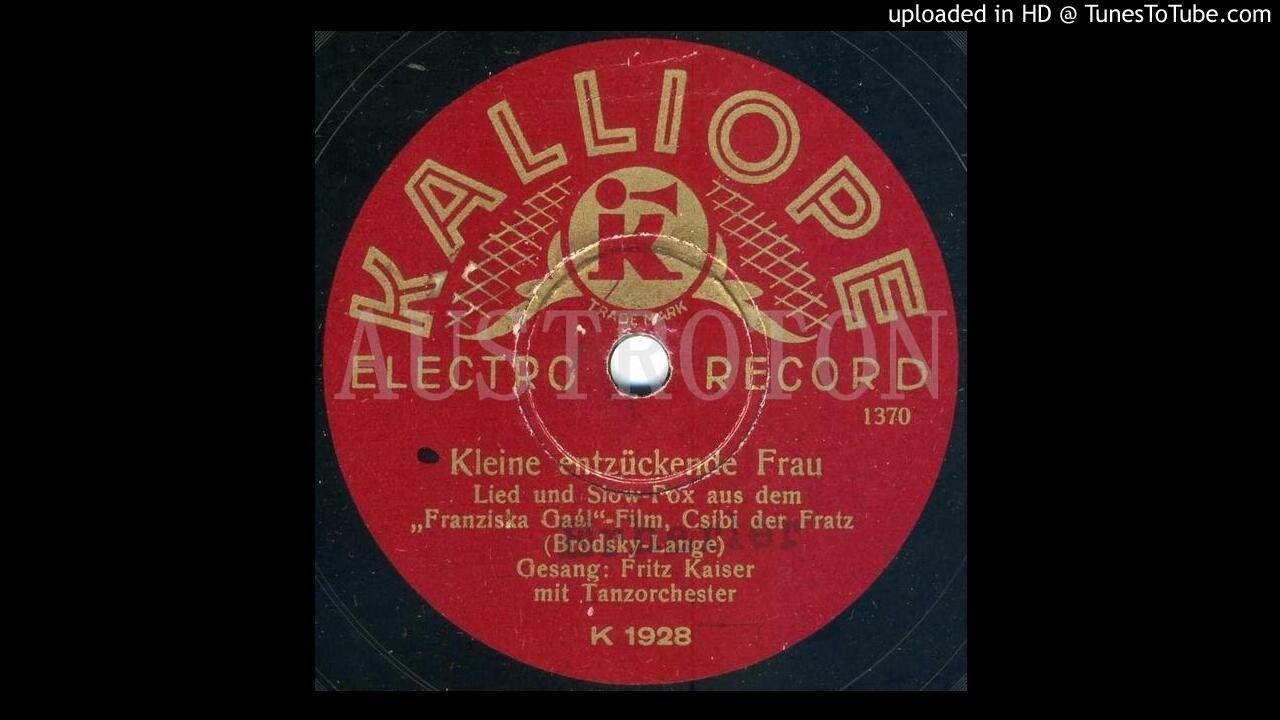 uploaded in HD @ TunesToTube.com
KALLIOPE
K
TRADE MARK
AUSTROTON
ELECTRO RECORD
1370
Kleine entzückende Frau
Lied und Slow-Fox aus dem
„Franziska Gaál“-Film, Csibi der Fratz
(Brodsky-Lange)
Gesang: Fritz Kaiser
mit Tanzorchester
K 1928